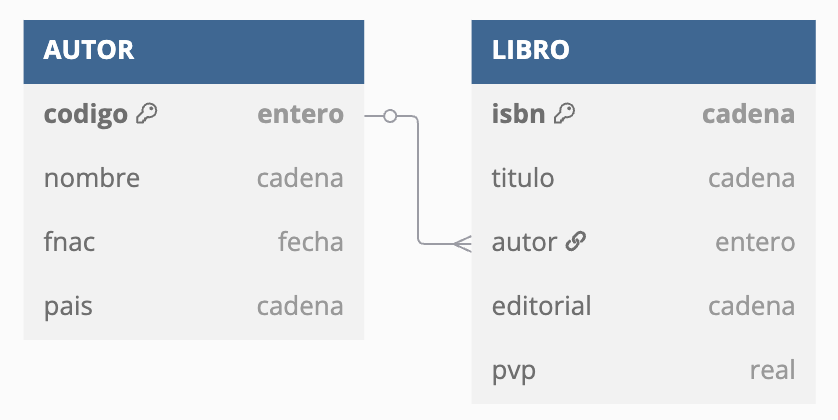 AUTOR
codigo entero
nombre cadena
fnac fecha
pais cadena
LIBRO
isbn cadena
titulo cadena
autor entero
editorial cadena
pvp real